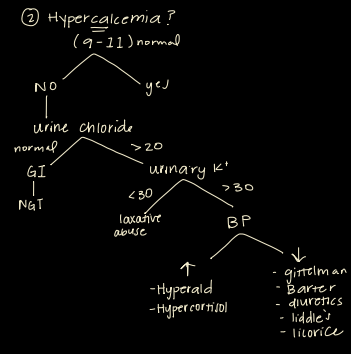 ② Hypercalcemia?
(9-11) normal
NO
yes
urine chloride
normal
>20
GI
urinary K+
NGT
<30
>30
laxative
abuse
BP
↑
↓
-Hyperald
-Hypercortisol
- gittelman
- Barter
- diuretics
- liddle's
- licorice